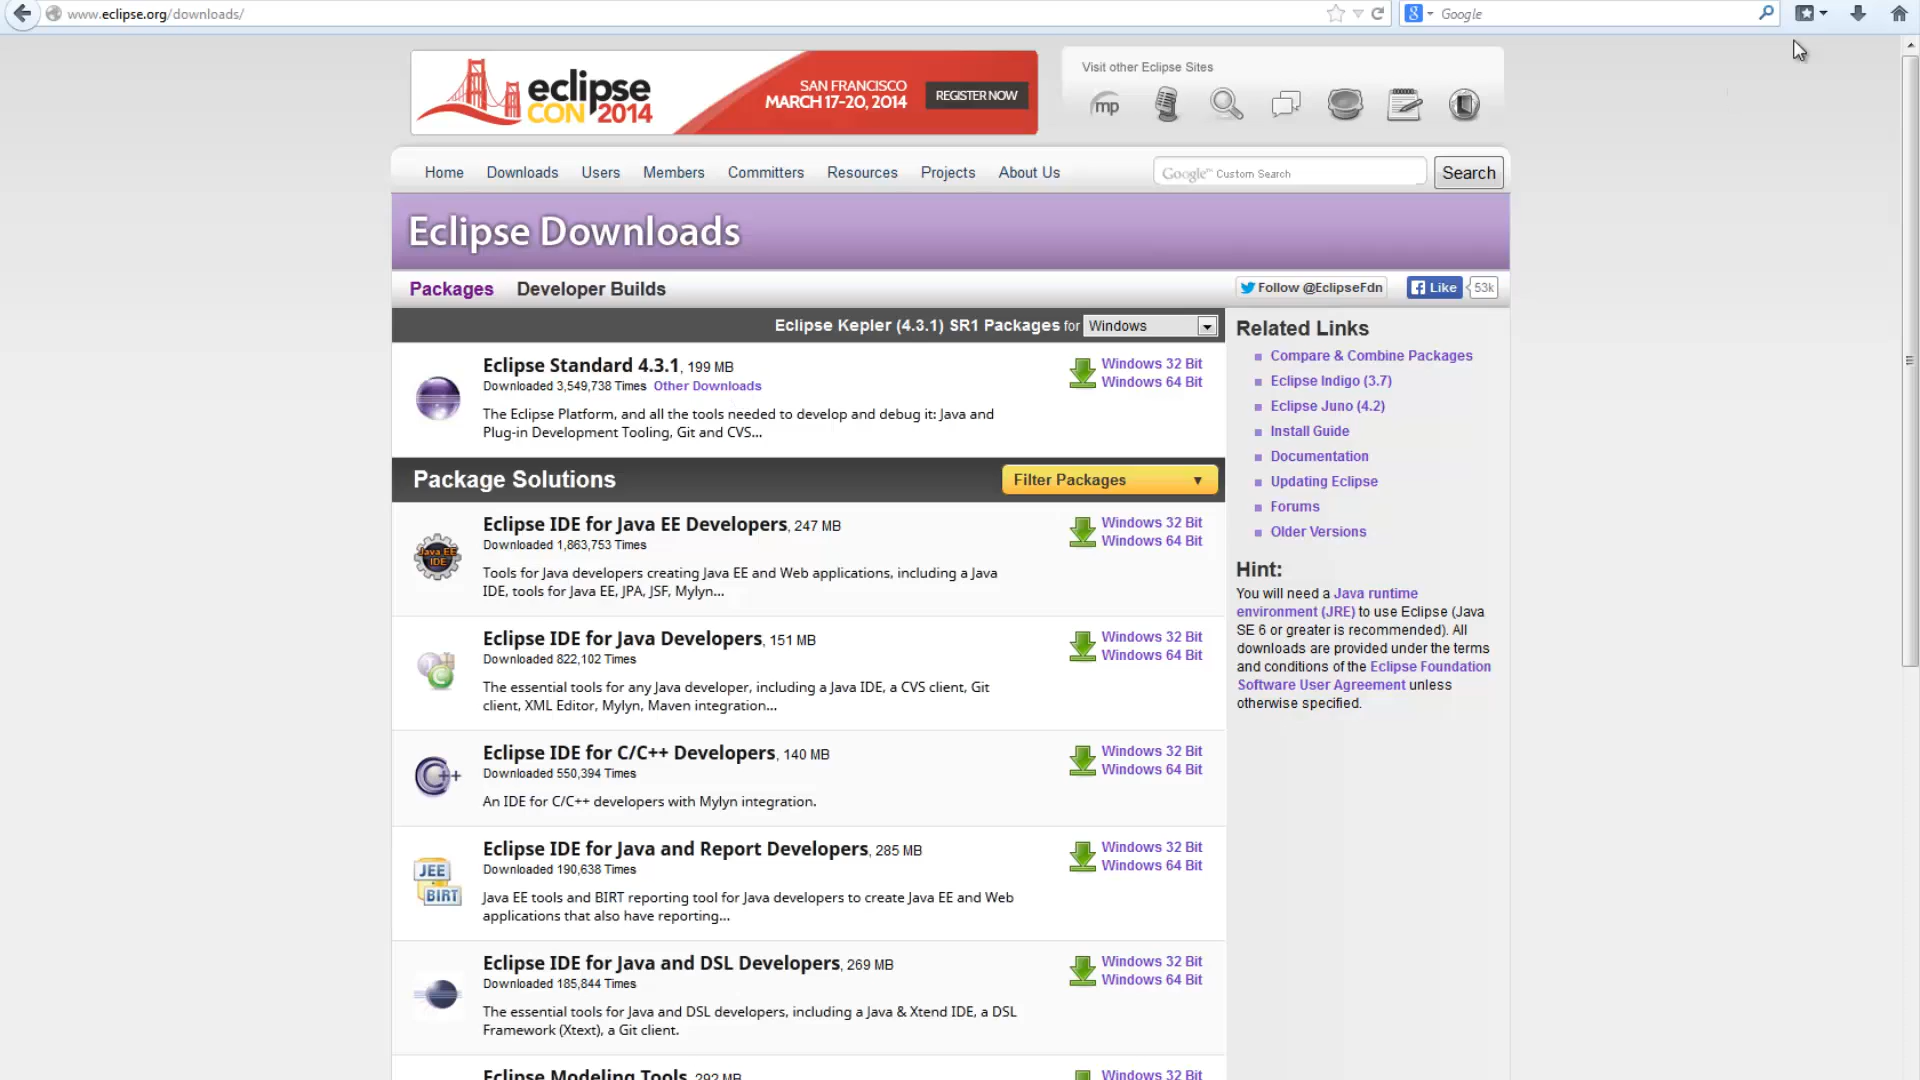 www.eclipse.org/downloads/
Google
eclipse
CON 2014
SAN FRANCISCO
MARCH 17-20, 2014
REGISTER NOW
Visit other Eclipse Sites
mp
Home Downloads Users Members Committers Resources Projects About Us
Google™ Custom Search
Search
Eclipse Downloads
Packages Developer Builds
Follow @EclipseFdn
Like 53k
Eclipse Kepler (4.3.1) SR1 Packages for Windows
Eclipse Standard 4.3.1, 199 MB
Downloaded 3,549,738 Times Other Downloads
The Eclipse Platform, and all the tools needed to develop and debug it: Java and
Plug-in Development Tooling, Git and CVS...
Windows 32 Bit
Windows 64 Bit
Package Solutions
Filter Packages
Eclipse IDE for Java EE Developers, 247 MB
Downloaded 1,863,753 Times
Tools for Java developers creating Java EE and Web applications, including a Java
IDE, tools for Java EE, JPA, JSF, Mylyn...
Java EE
IDE
Windows 32 Bit
Windows 64 Bit
Eclipse IDE for Java Developers, 151 MB
Downloaded 822,102 Times
The essential tools for any Java developer, including a Java IDE, a CVS client, Git
client, XML Editor, Mylyn, Maven integration...
Windows 32 Bit
Windows 64 Bit
Eclipse IDE for C/C++ Developers, 140 MB
Downloaded 550,394 Times
An IDE for C/C++ developers with Mylyn integration.
C++
Windows 32 Bit
Windows 64 Bit
Eclipse IDE for Java and Report Developers, 285 MB
Downloaded 190,638 Times
Java EE tools and BIRT reporting tool for Java developers to create Java EE and Web
applications that also have reporting...
JEE
BIRT
Windows 32 Bit
Windows 64 Bit
Eclipse IDE for Java and DSL Developers, 269 MB
Downloaded 185,844 Times
The essential tools for Java and DSL developers, including a Java & Xtend IDE, a DSL
Framework (Xtext), a Git client.
Windows 32 Bit
Windows 64 Bit
Eclipse Modeling Tools, 292 MB
Windows 32 Bit
Related Links
Compare & Combine Packages
Eclipse Indigo (3.7)
Eclipse Juno (4.2)
Install Guide
Documentation
Updating Eclipse
Forums
Older Versions
Hint:
You will need a Java runtime
environment (JRE) to use Eclipse (Java
SE 6 or greater is recommended). All
downloads are provided under the terms
and conditions of the Eclipse Foundation
Software User Agreement unless
otherwise specified.